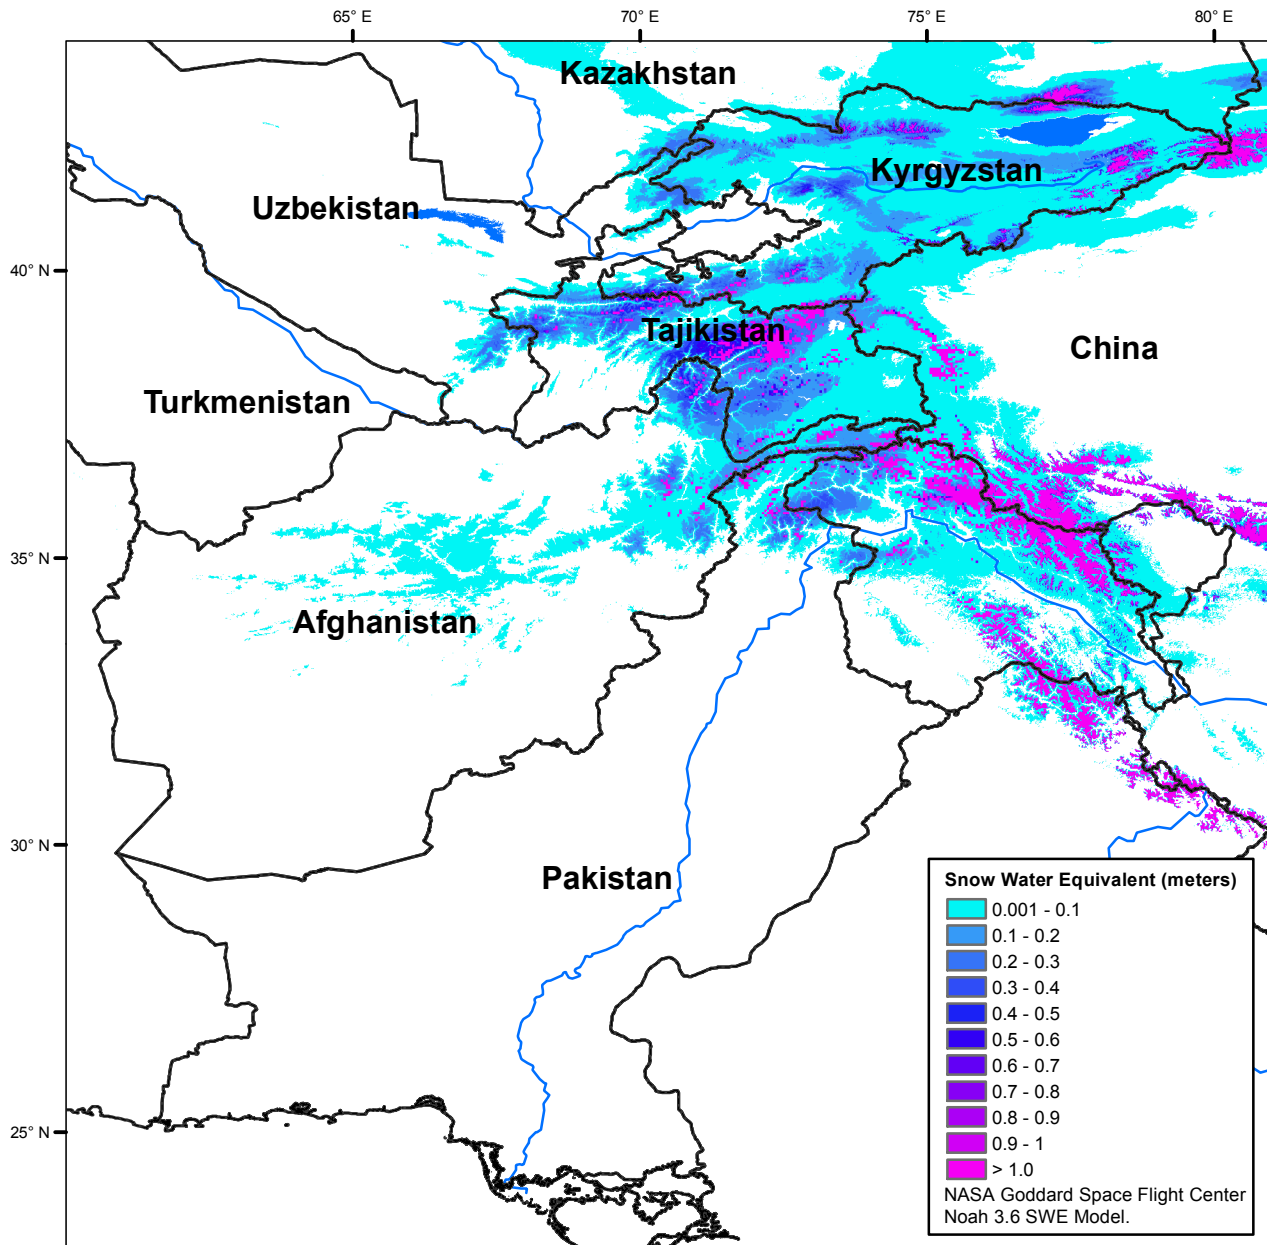 65° E
70° E
75° E
80° E
Kazakhstan
Kyrgyzstan
Uzbekistan
40° N
Tajikistan
China
Turkmenistan
35° N
Afghanistan
30° N
Pakistan
Snow Water Equivalent (meters)
0.001 - 0.1
0.1 - 0.2
0.2 - 0.3
0.3 - 0.4
0.4 - 0.5
0.5 - 0.6
0.6 - 0.7
0.7 - 0.8
0.8 - 0.9
0.9 - 1
> 1.0
NASA Goddard Space Flight Center
Noah 3.6 SWE Model.
25° N